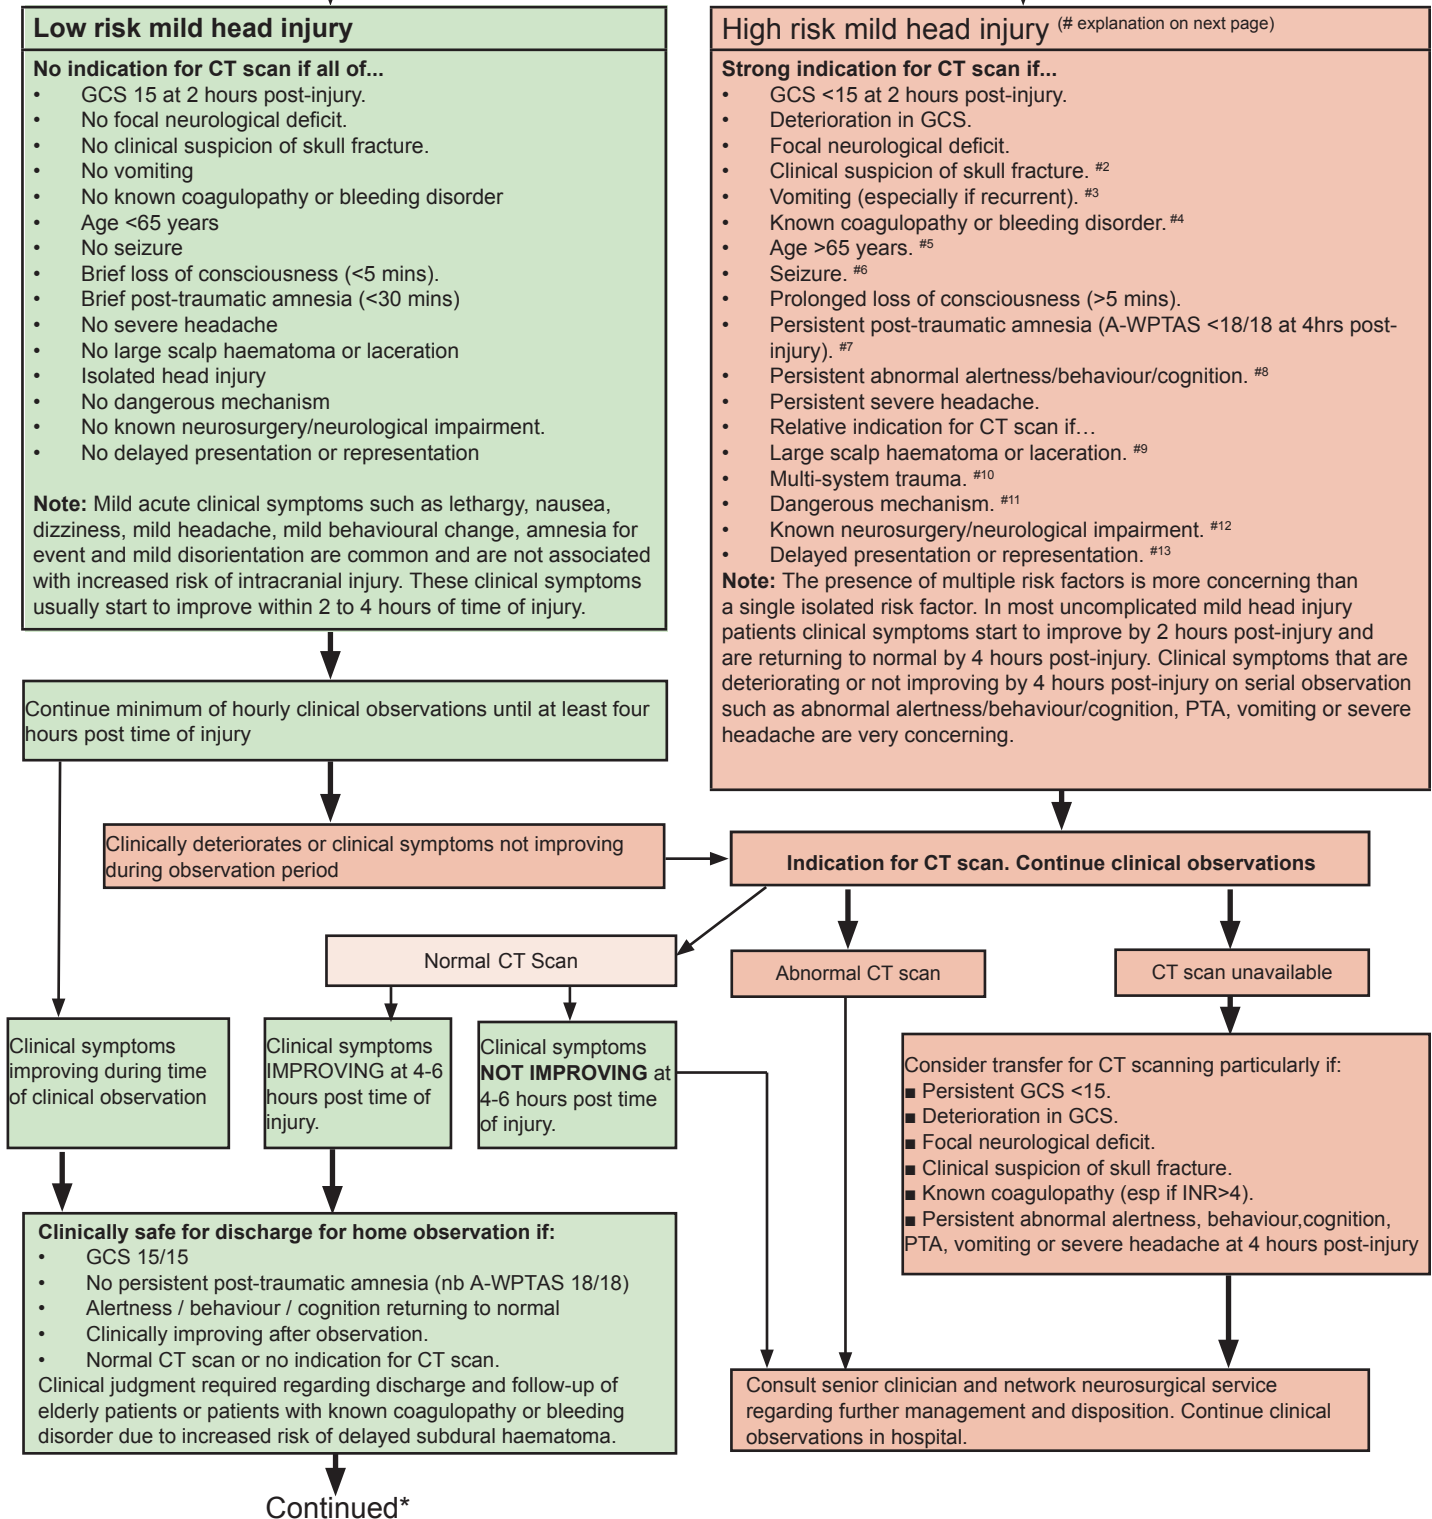 Low risk mild head injury
No indication for CT scan if all of...
• GCS 15 at 2 hours post-injury.
• No focal neurological deficit.
• No clinical suspicion of skull fracture.
• No vomiting
• No known coagulopathy or bleeding disorder
• Age <65 years
• No seizure
• Brief loss of consciousness (<5 mins).
• Brief post-traumatic amnesia (<30 mins)
• No severe headache
• No large scalp haematoma or laceration
• Isolated head injury
• No dangerous mechanism
• No known neurosurgery/neurological impairment.
• No delayed presentation or representation
Note: Mild acute clinical symptoms such as lethargy, nausea,
dizziness, mild headache, mild behavioural change, amnesia for
event and mild disorientation are common and are not associated
with increased risk of intracranial injury. These clinical symptoms
usually start to improve within 2 to 4 hours of time of injury.
High risk mild head injury (# explanation on next page)
Strong indication for CT scan if...
• GCS <15 at 2 hours post-injury.
• Deterioration in GCS.
• Focal neurological deficit.
• Clinical suspicion of skull fracture. #2
• Vomiting (especially if recurrent). #3
• Known coagulopathy or bleeding disorder. #4
• Age >65 years. #5
• Seizure. #6
• Prolonged loss of consciousness (>5 mins).
• Persistent post-traumatic amnesia (A-WPTAS <18/18 at 4hrs post-
injury). #7
• Persistent abnormal alertness/behaviour/cognition. #8
• Persistent severe headache.
• Relative indication for CT scan if…
• Large scalp haematoma or laceration. #9
• Multi-system trauma. #10
• Dangerous mechanism. #11
• Known neurosurgery/neurological impairment. #12
• Delayed presentation or representation. #13
Note: The presence of multiple risk factors is more concerning than
a single isolated risk factor. In most uncomplicated mild head injury
patients clinical symptoms start to improve by 2 hours post-injury and
are returning to normal by 4 hours post-injury. Clinical symptoms that are
deteriorating or not improving by 4 hours post-injury on serial observation
such as abnormal alertness/behaviour/cognition, PTA, vomiting or severe
headache are very concerning.
Continue minimum of hourly clinical observations until at least four
hours post time of injury
Clinically deteriorates or clinical symptoms not improving
during observation period
Indication for CT scan. Continue clinical observations
Normal CT Scan
Abnormal CT scan
CT scan unavailable
Clinical symptoms
improving during time
of clinical observation
Clinical symptoms
IMPROVING at 4-6
hours post time of
injury.
Clinical symptoms
NOT IMPROVING at
4-6 hours post time
of injury.
Consider transfer for CT scanning particularly if:
■ Persistent GCS <15.
■ Deterioration in GCS.
■ Focal neurological deficit.
■ Clinical suspicion of skull fracture.
■ Known coagulopathy (esp if INR>4).
■ Persistent abnormal alertness, behaviour,cognition,
PTA, vomiting or severe headache at 4 hours post-injury
Clinically safe for discharge for home observation if:
• GCS 15/15
• No persistent post-traumatic amnesia (nb A-WPTAS 18/18)
• Alertness / behaviour / cognition returning to normal
• Clinically improving after observation.
• Normal CT scan or no indication for CT scan.
Clinical judgment required regarding discharge and follow-up of
elderly patients or patients with known coagulopathy or bleeding
disorder due to increased risk of delayed subdural haematoma.
Consult senior clinician and network neurosurgical service
regarding further management and disposition. Continue clinical
observations in hospital.
Continued*